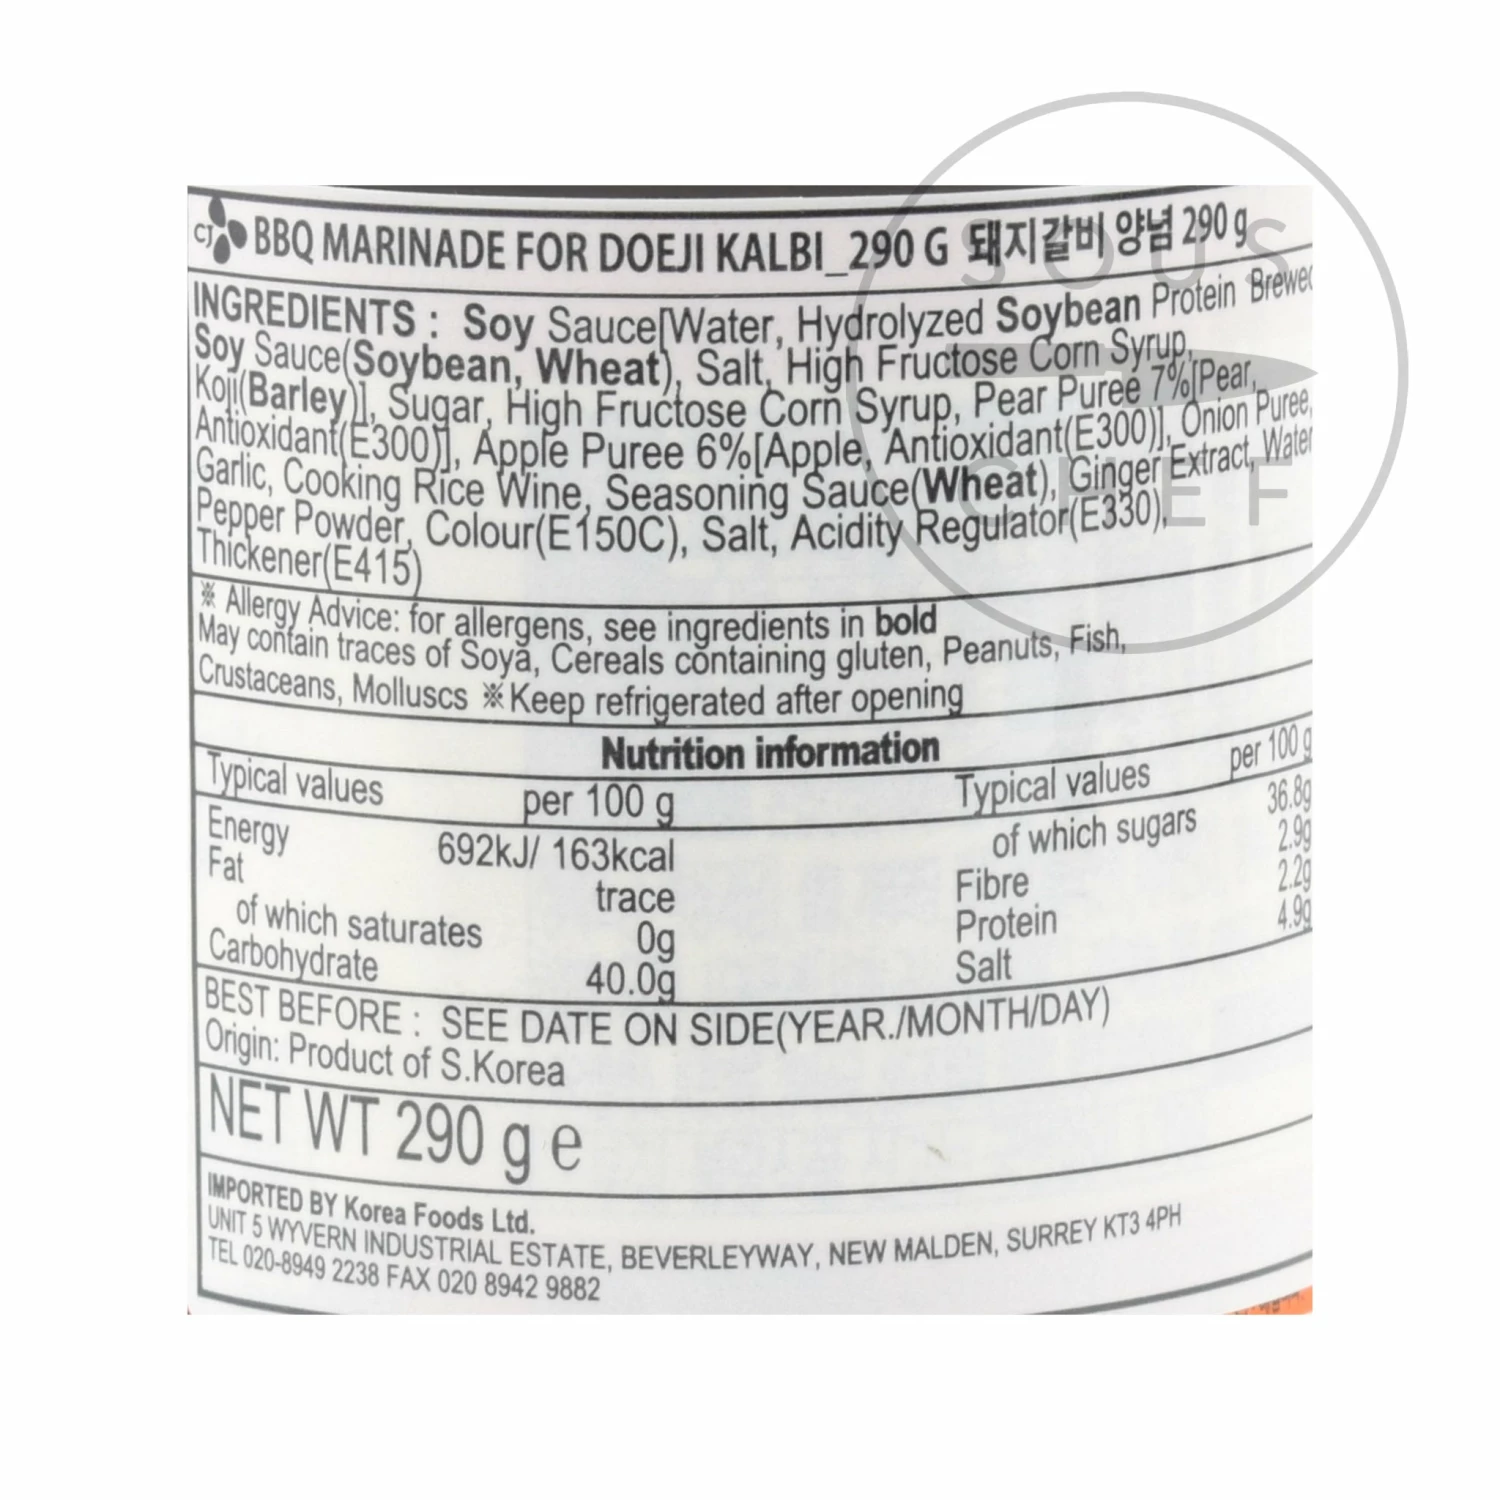 CJ BBQ MARINADE FOR DOEJI KALBI_290 G 돼지갈비 양념 290 g
INGREDIENTS : Soy Sauce[Water, Hydrolyzed Soybean Protein Brewed
Soy Sauce(Soybean, Wheat), Salt, High Fructose Corn Syrup,
Koji(Barley)], Sugar, High Fructose Corn Syrup, Pear Puree 7%[Pear,
Antioxidant(E300)], Apple Puree 6%[Apple, Antioxidant(E300)], Onion Puree,
Garlic, Cooking Rice Wine, Seasoning Sauce(Wheat), Ginger Extract, Water
Pepper Powder, Colour(E150C), Salt, Acidity Regulator(E330),
Thickener(E415)
※ Allergy Advice: for allergens, see ingredients in bold
May contain traces of Soya, Cereals containing gluten, Peanuts, Fish,
Crustaceans, Molluscs ※Keep refrigerated after opening
Nutrition information
Typical values per 100 g Typical values per 100 g
Energy 692kJ/ 163kcal of which sugars 36.8g
Fat trace Fibre 2.9g
of which saturates 0g Protein 2.2g
Carbohydrate 40.0g Salt 4.9g
BEST BEFORE : SEE DATE ON SIDE(YEAR./MONTH/DAY)
Origin: Product of S.Korea
NET WT 290 g e
IMPORTED BY Korea Foods Ltd.
UNIT 5 WYVERN INDUSTRIAL ESTATE, BEVERLEYWAY, NEW MALDEN, SURREY KT3 4PH
TEL 020-8949 2238 FAX 020 8942 9882
SOUS
CHEF